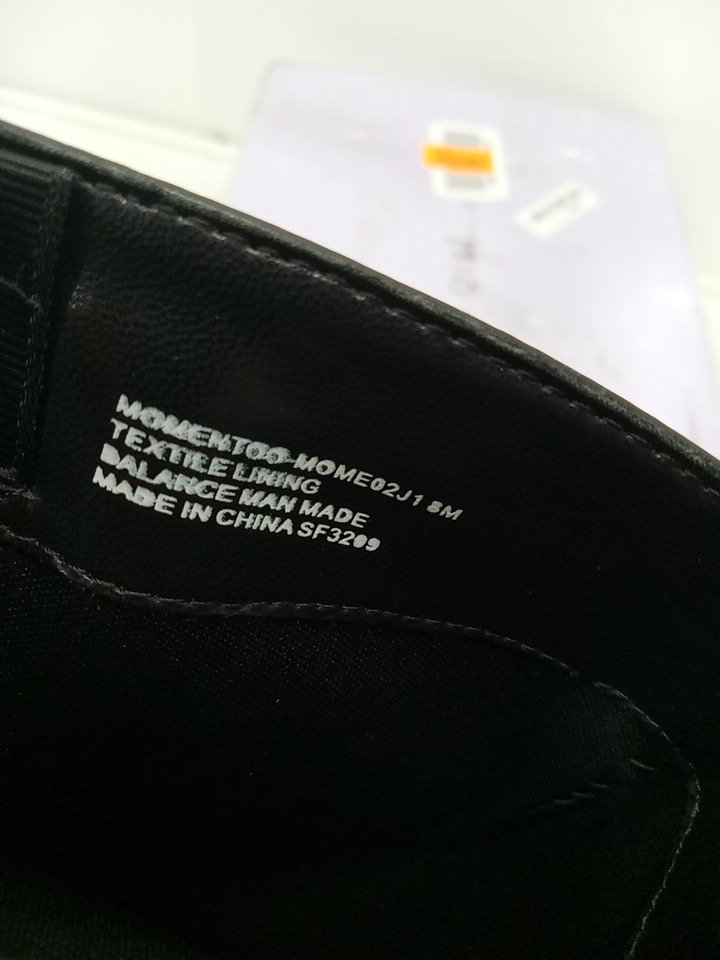 MOMENTOO-MOME02J1 8M
TEXTILE LINING
BALANCE MAN MADE
MADE IN CHINA SF3209